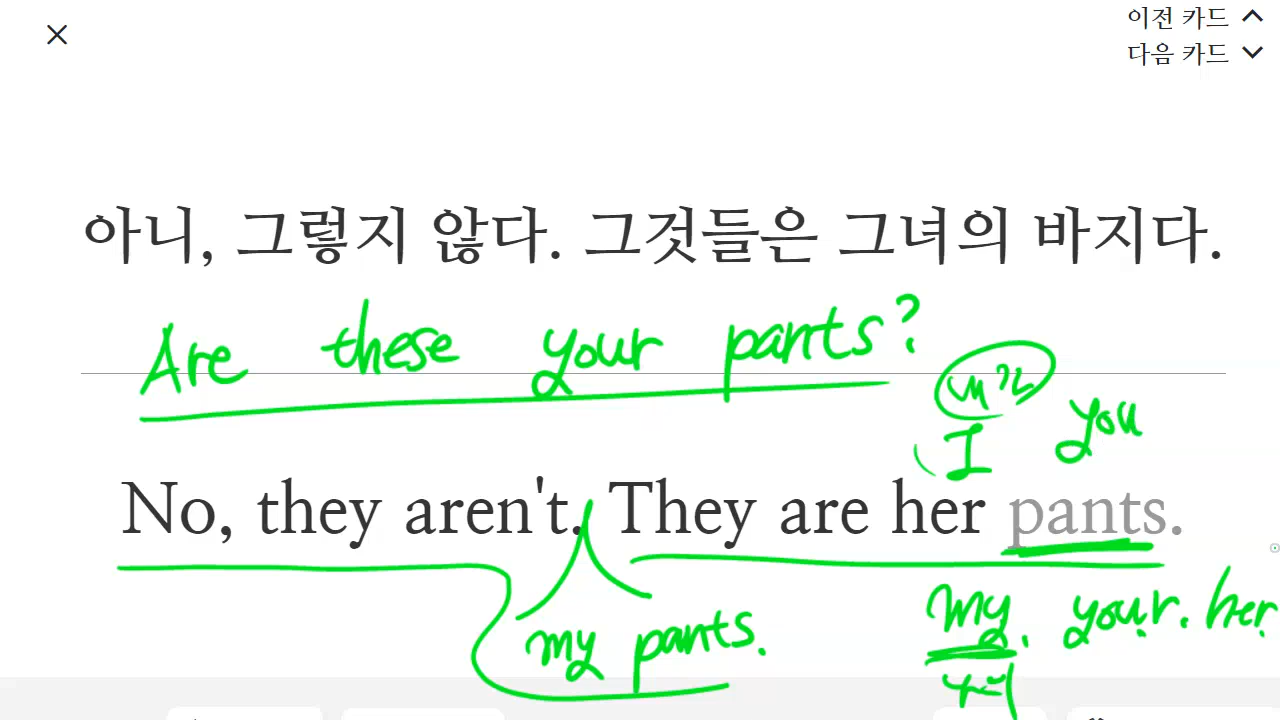 이전 카드
다음 카드
아니, 그렇지 않다. 그것들은 그녀의 바지다.
Are these your pants?
I you
No, they aren't. They are her pants.
my. your. her
my pants.